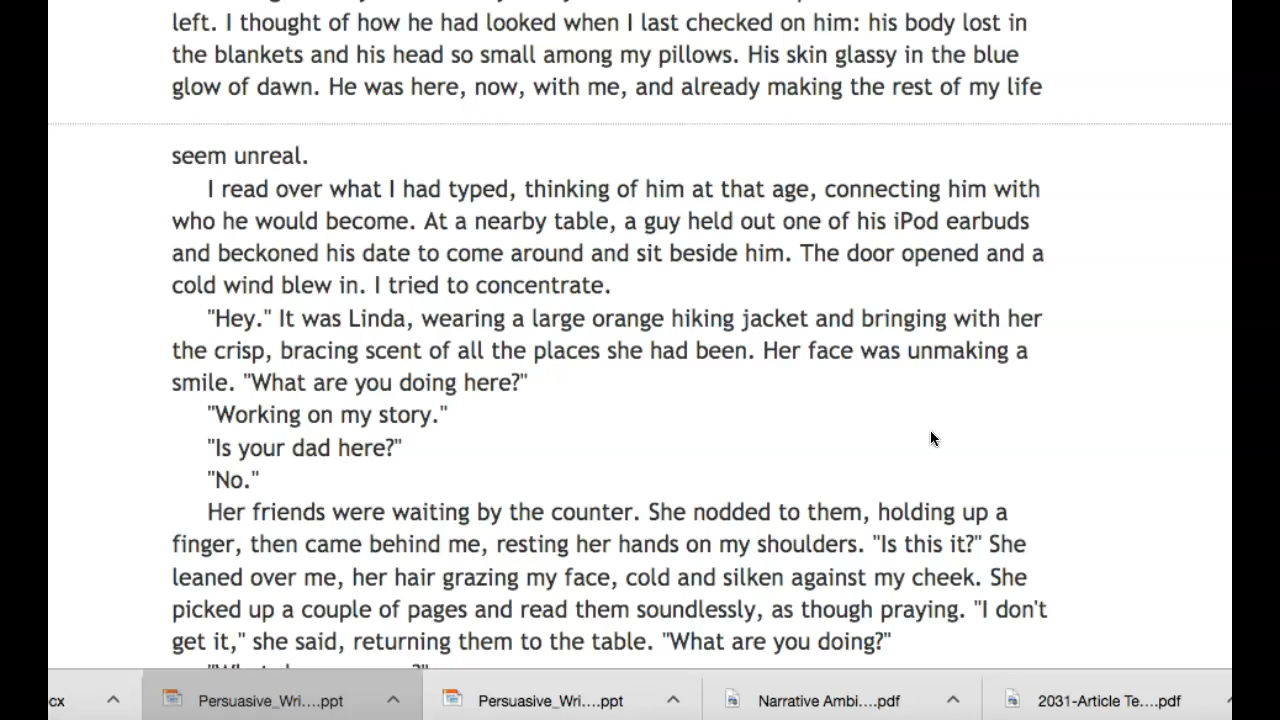 left. I thought of how he had looked when I last checked on him: his body lost in
the blankets and his head so small among my pillows. His skin glassy in the blue
glow of dawn. He was here, now, with me, and already making the rest of my life
seem unreal.
I read over what I had typed, thinking of him at that age, connecting him with
who he would become. At a nearby table, a guy held out one of his iPod earbuds
and beckoned his date to come around and sit beside him. The door opened and a
cold wind blew in. I tried to concentrate.
"Hey." It was Linda, wearing a large orange hiking jacket and bringing with her
the crisp, bracing scent of all the places she had been. Her face was unmaking a
smile. "What are you doing here?"
"Working on my story."
"Is your dad here?"
"No."
Her friends were waiting by the counter. She nodded to them, holding up a
finger, then came behind me, resting her hands on my shoulders. "Is this it?" She
leaned over me, her hair grazing my face, cold and silken against my cheek. She
picked up a couple of pages and read them soundlessly, as though praying. "I don't
get it," she said, returning them to the table. "What are you doing?"
cx Persuasive_Wri....ppt Persuasive_Wri....ppt Narrative Ambi....pdf 2031-Article Te....pdf